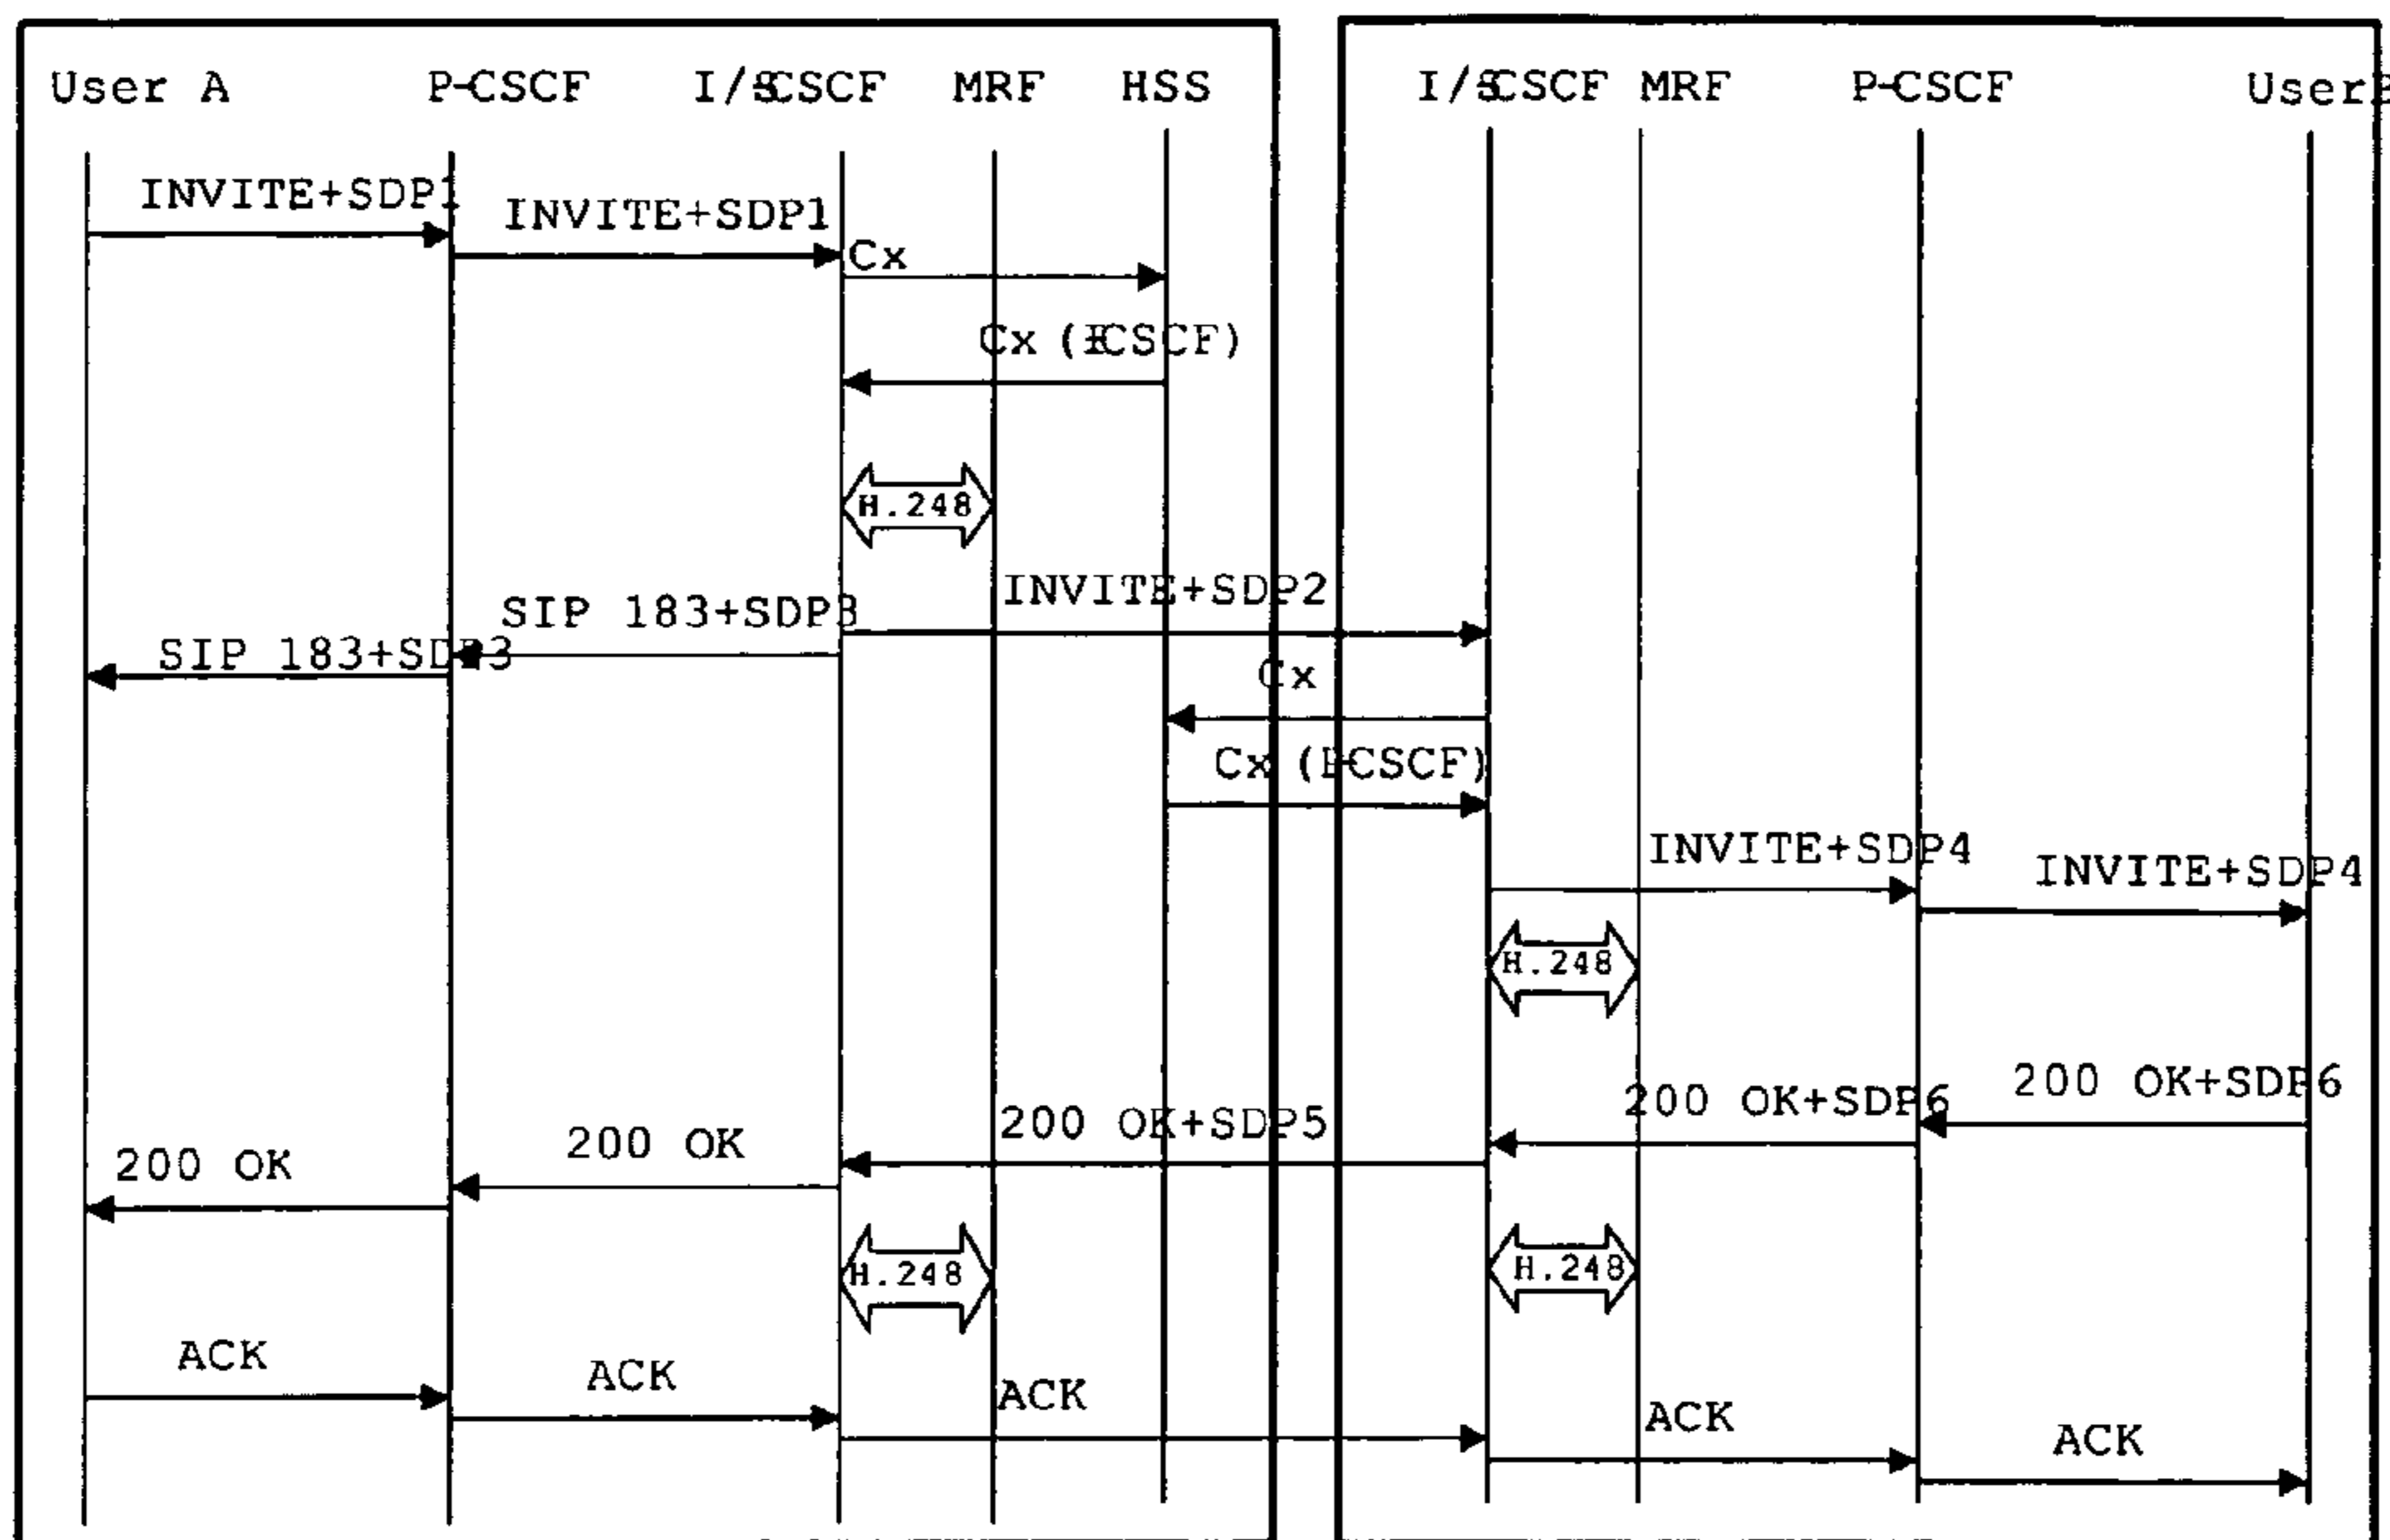 User A P-CSCF I/S-CSCF MRF HSS I/S-CSCF MRF P-CSCF UserB
INVITE+SDP1
INVITE+SDP1
Cx
Cx (I-CSCF)
H.248
INVITE+SDP2
SIP 183+SDP3
SIP 183+SDP3
Cx
Cx (P-CSCF)
INVITE+SDP4
INVITE+SDP4
H.248
200 OK+SDP6
200 OK+SDP6
200 OK+SDP5
200 OK
200 OK
H.248
H.248
ACK
ACK
ACK
ACK
ACK